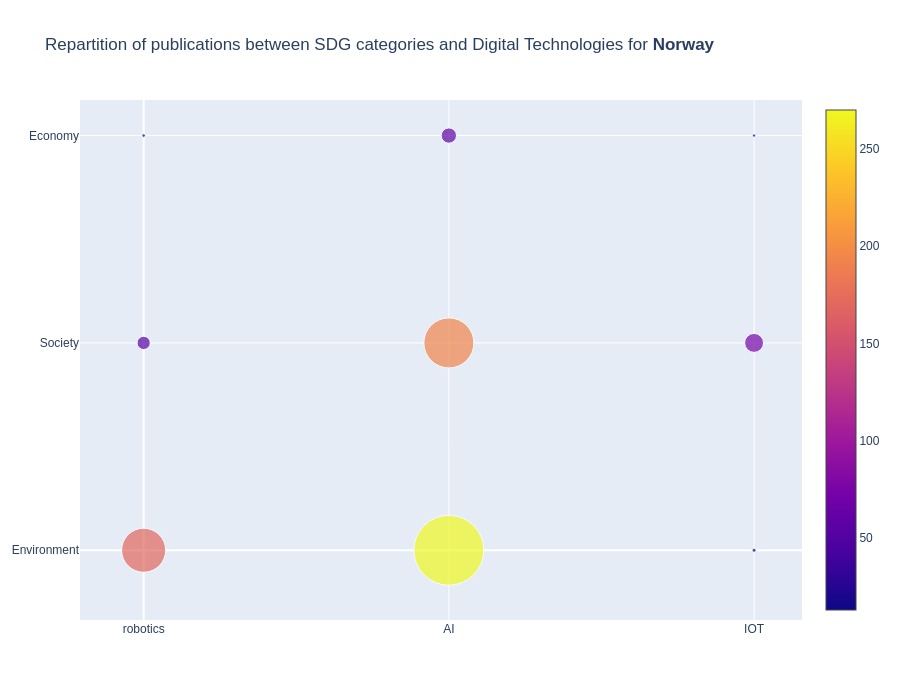 Repartition of publications between SDG categories and Digital Technologies for Norway
Economy
Society
Environment
robotics
AI
IOT
250
200
150
100
50